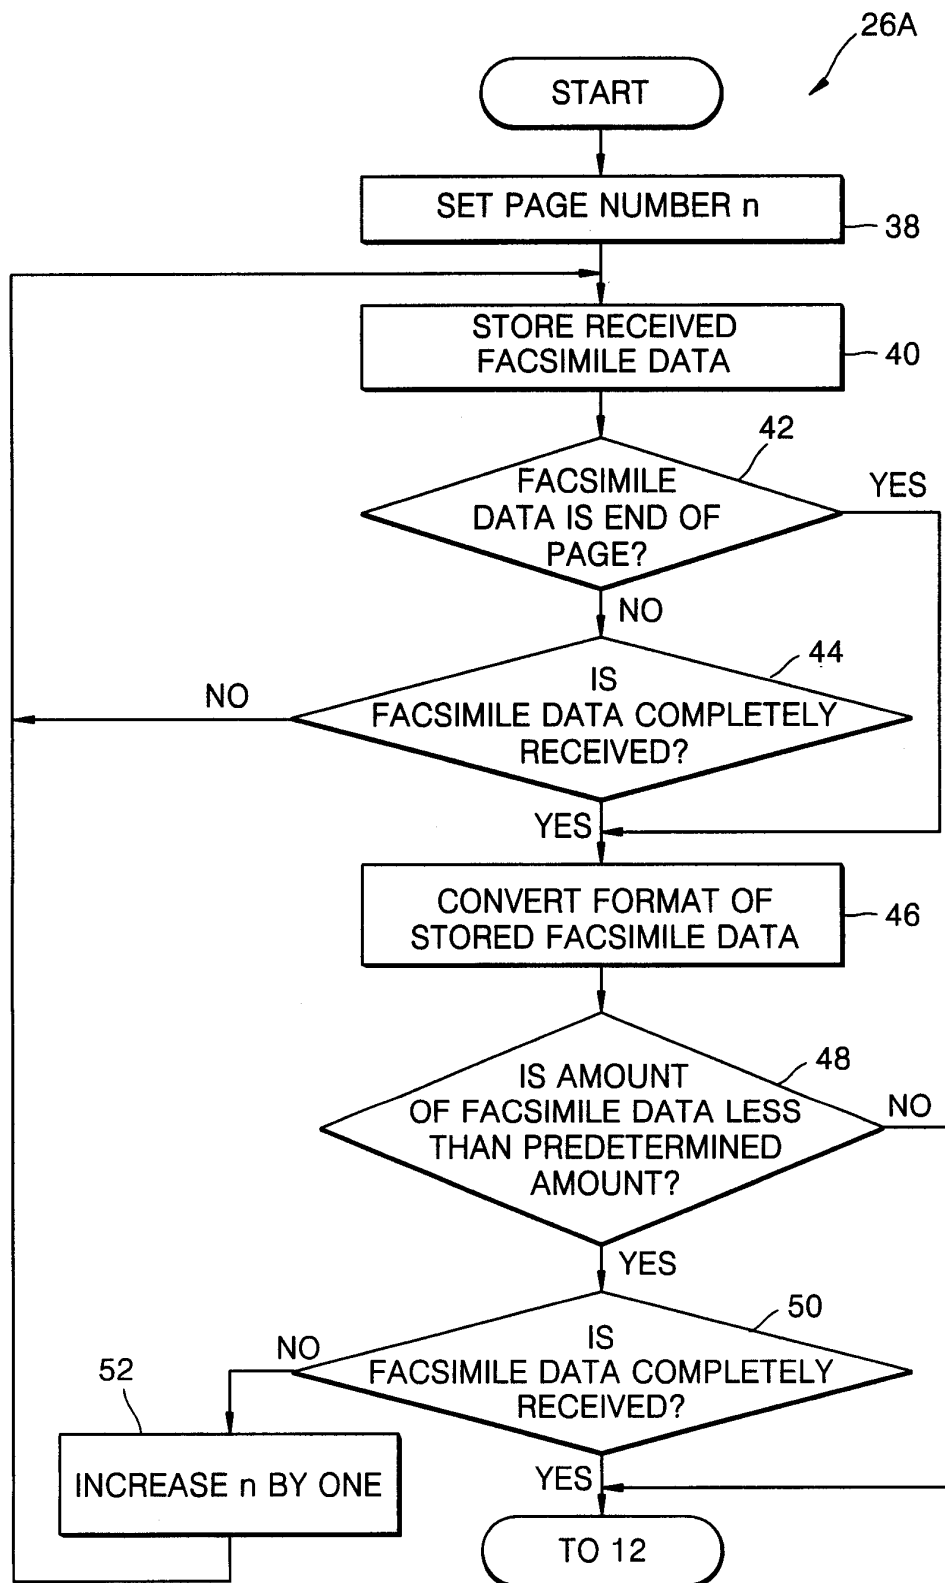 26A
START
SET PAGE NUMBER n
38
STORE RECEIVED
FACSIMILE DATA
40
42
FACSIMILE
DATA IS END OF
PAGE?
YES
NO
44
IS
FACSIMILE DATA COMPLETELY
RECEIVED?
NO
YES
CONVERT FORMAT OF
STORED FACSIMILE DATA
46
48
IS AMOUNT
OF FACSIMILE DATA LESS
THAN PREDETERMINED
AMOUNT?
NO
YES
50
IS
FACSIMILE DATA COMPLETELY
RECEIVED?
NO
52
INCREASE n BY ONE
YES
TO 12